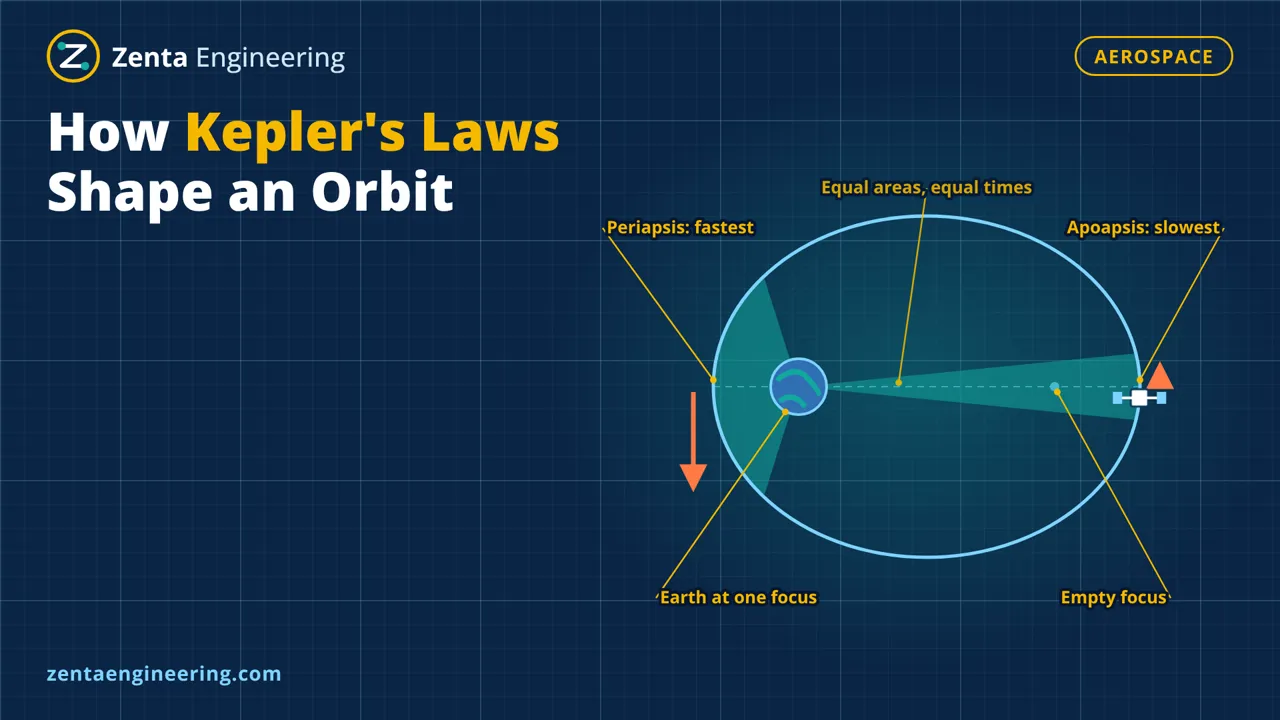 Zenta Engineering
AEROSPACE
How Kepler's Laws
Shape an Orbit
Equal areas, equal times
Periapsis: fastest
Apoapsis: slowest
Earth at one focus
Empty focus
zentaengineering.com